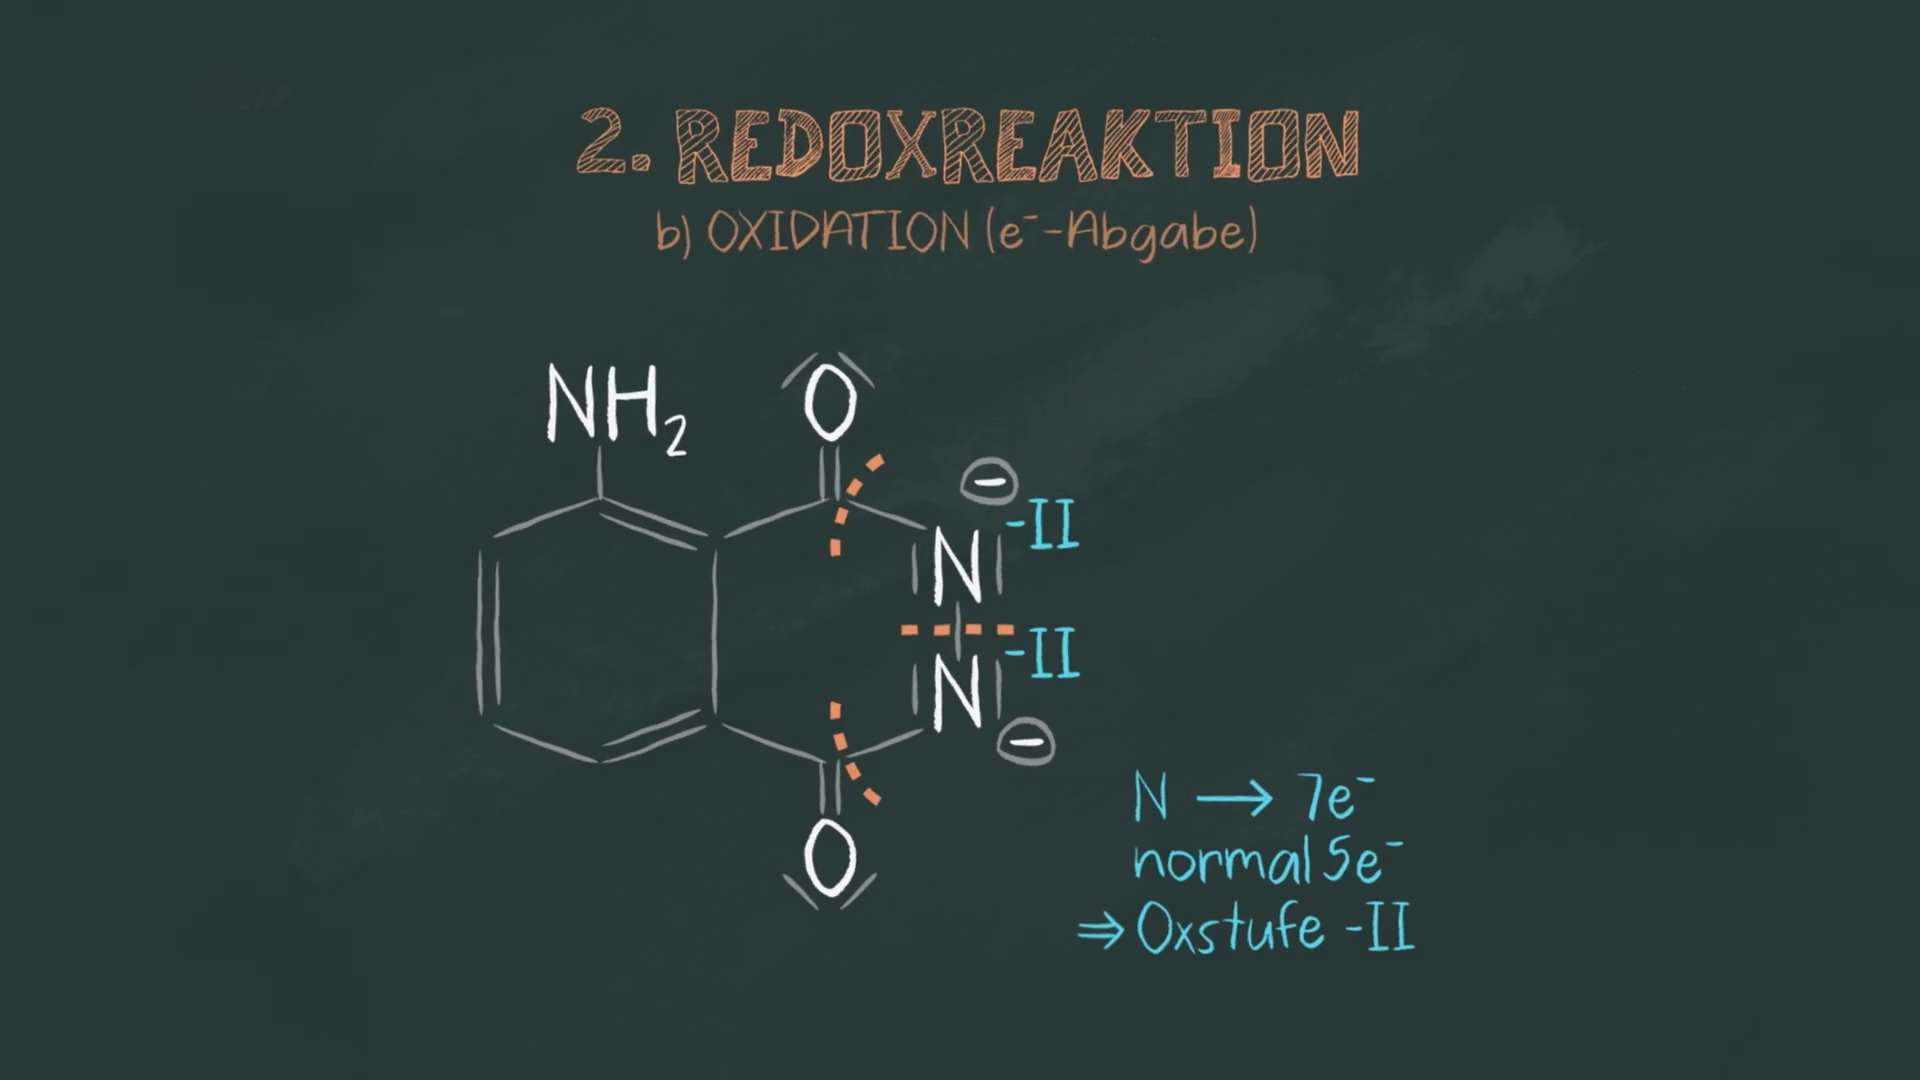 2. REDOXREAKTION
b) OXIDATION (e⁻-Abgabe)
NH₂
O
-II
N
-II
N
O
N → 7e⁻
normal 5e⁻
⇒ Oxstufe -II